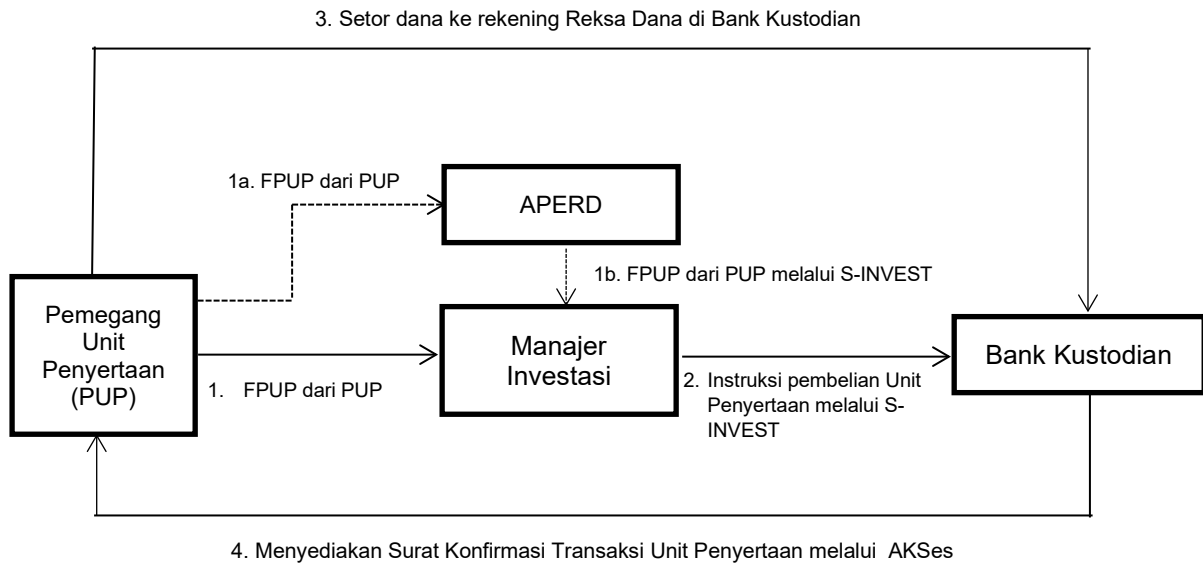 3. Setor dana ke rekening Reksa Dana di Bank Kustodian
1a. FPUP dari PUP
APERD
1b. FPUP dari PUP melalui S-INVEST
Pemegang
Unit
Penyertaan
(PUP)
Manajer
Investasi
Bank Kustodian
1. FPUP dari PUP
2. Instruksi pembelian Unit
Penyertaan melalui S-
INVEST
4. Menyediakan Surat Konfirmasi Transaksi Unit Penyertaan melalui AKSes